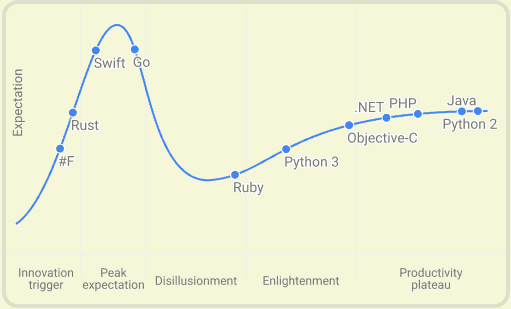 Expectation
Swift
Go
Rust
#F
Ruby
Python 3
Objective-C
.NET
PHP
Java
Python 2
Innovation
trigger
Peak
expectation
Disillusionment
Enlightenment
Productivity
plateau